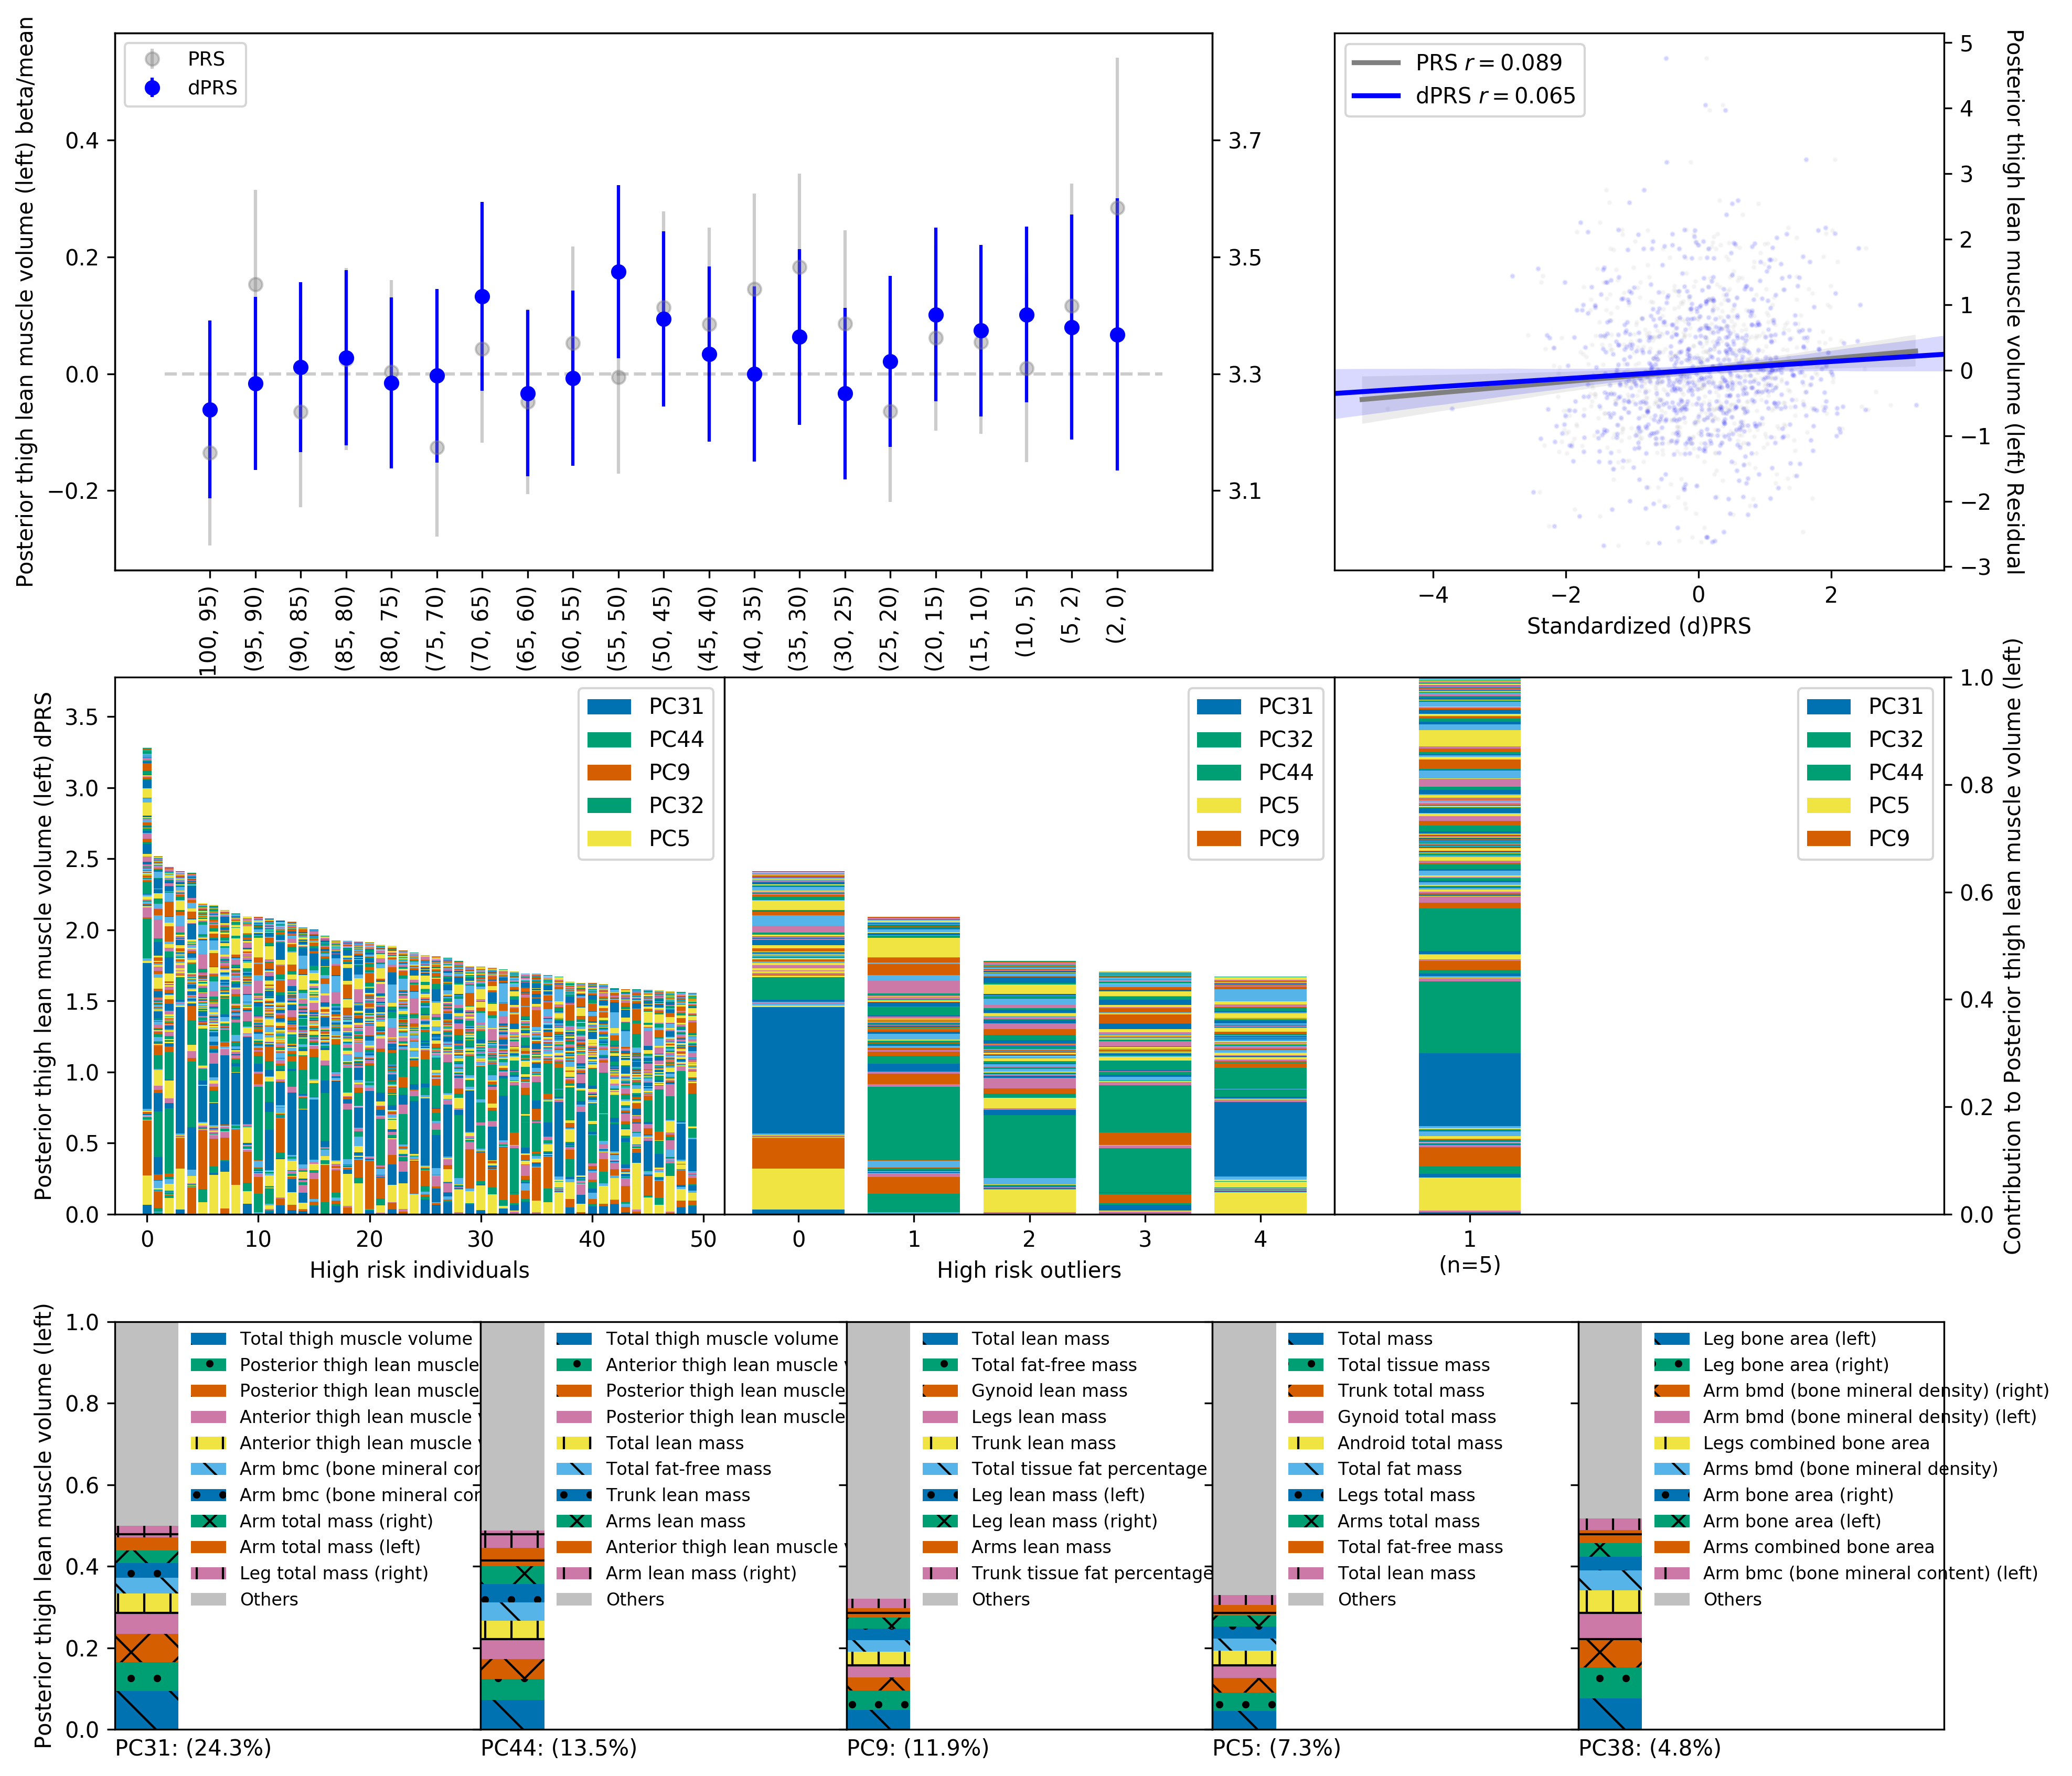 Posterior thigh lean muscle volume (left) beta/mean
PRS
dPRS
0.4
0.2
0.0
−0.2
3.7
3.5
3.3
3.1
100, 95)
(95, 90)
(90, 85)
(85, 80)
(80, 75)
(75, 70)
(70, 65)
(65, 60)
(60, 55)
(55, 50)
(50, 45)
(45, 40)
(40, 35)
(35, 30)
(30, 25)
(25, 20)
(20, 15)
(15, 10)
(10, 5)
(5, 2)
(2, 0)
PRS r = 0.089
dPRS r = 0.065
5
4
3
2
1
0
−1
−2
−3
Posterior thigh lean muscle volume (left) Residual
−4
−2
0
2
Standardized (d)PRS
Posterior thigh lean muscle volume (left) dPRS
3.5
3.0
2.5
2.0
1.5
1.0
0.5
0.0
PC31
PC44
PC9
PC32
PC5
0
10
20
30
40
50
High risk individuals
PC31
PC32
PC44
PC5
PC9
0
1
2
3
4
High risk outliers
PC31
PC32
PC44
PC5
PC9
1
(n=5)
1.0
0.8
0.6
0.4
0.2
0.0
Contribution to Posterior thigh lean muscle volume (left)
Posterior thigh lean muscle volume (left)
1.0
0.8
0.6
0.4
0.2
0.0
Total thigh muscle volume
Posterior thigh lean muscle
Posterior thigh lean muscle
Anterior thigh lean muscle
Anterior thigh lean muscle
Arm bmc (bone mineral con
Arm bmc (bone mineral con
Arm total mass (right)
Arm total mass (left)
Leg total mass (right)
Others
PC31: (24.3%)
Total thigh muscle volume
Anterior thigh lean muscle
Posterior thigh lean muscle
Posterior thigh lean muscle
Total lean mass
Total fat-free mass
Trunk lean mass
Arms lean mass
Anterior thigh lean muscle
Arm lean mass (right)
Others
PC44: (13.5%)
Total lean mass
Total fat-free mass
Gynoid lean mass
Legs lean mass
Trunk lean mass
Total tissue fat percentage
Leg lean mass (left)
Leg lean mass (right)
Arms lean mass
Trunk tissue fat percentage
Others
PC9: (11.9%)
Total mass
Total tissue mass
Trunk total mass
Gynoid total mass
Android total mass
Total fat mass
Legs total mass
Arms total mass
Total fat-free mass
Total lean mass
Others
PC5: (7.3%)
Leg bone area (left)
Leg bone area (right)
Arm bmd (bone mineral density) (right)
Arm bmd (bone mineral density) (left)
Legs combined bone area
Arms bmd (bone mineral density)
Arm bone area (right)
Arm bone area (left)
Arms combined bone area
Arm bmc (bone mineral content) (left)
Others
PC38: (4.8%)